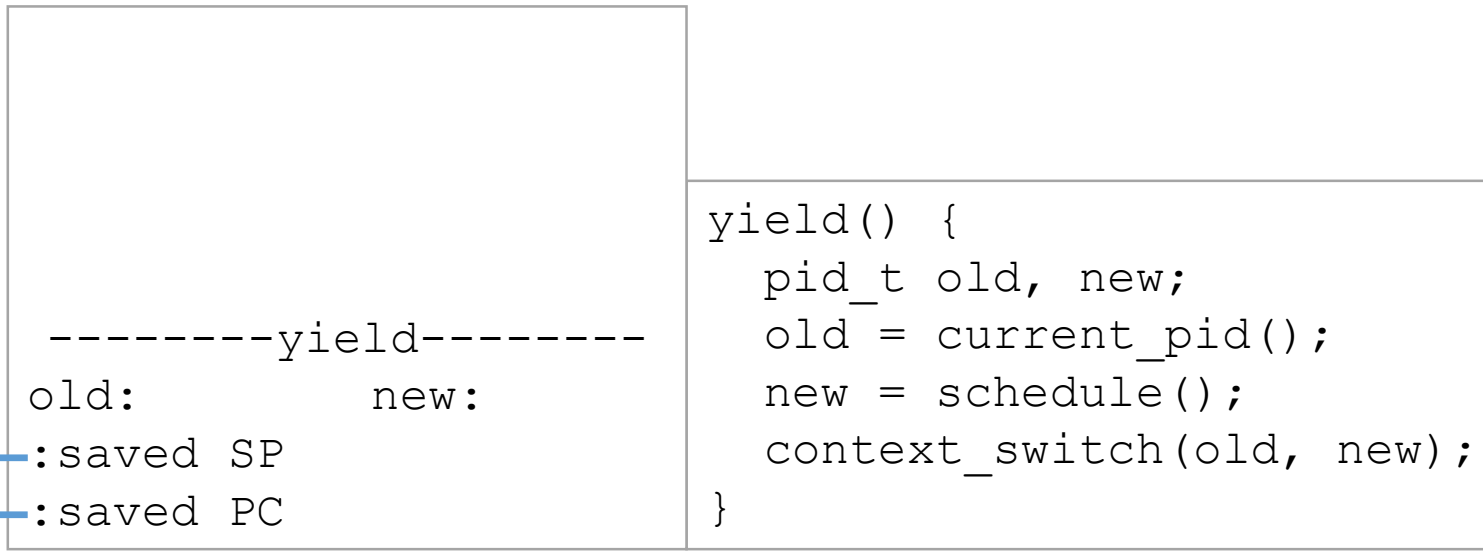 --------yield--------
old: new:
:saved SP
:saved PC
yield() {
pid_t old, new;
old = current_pid();
new = schedule();
context_switch(old, new);
}